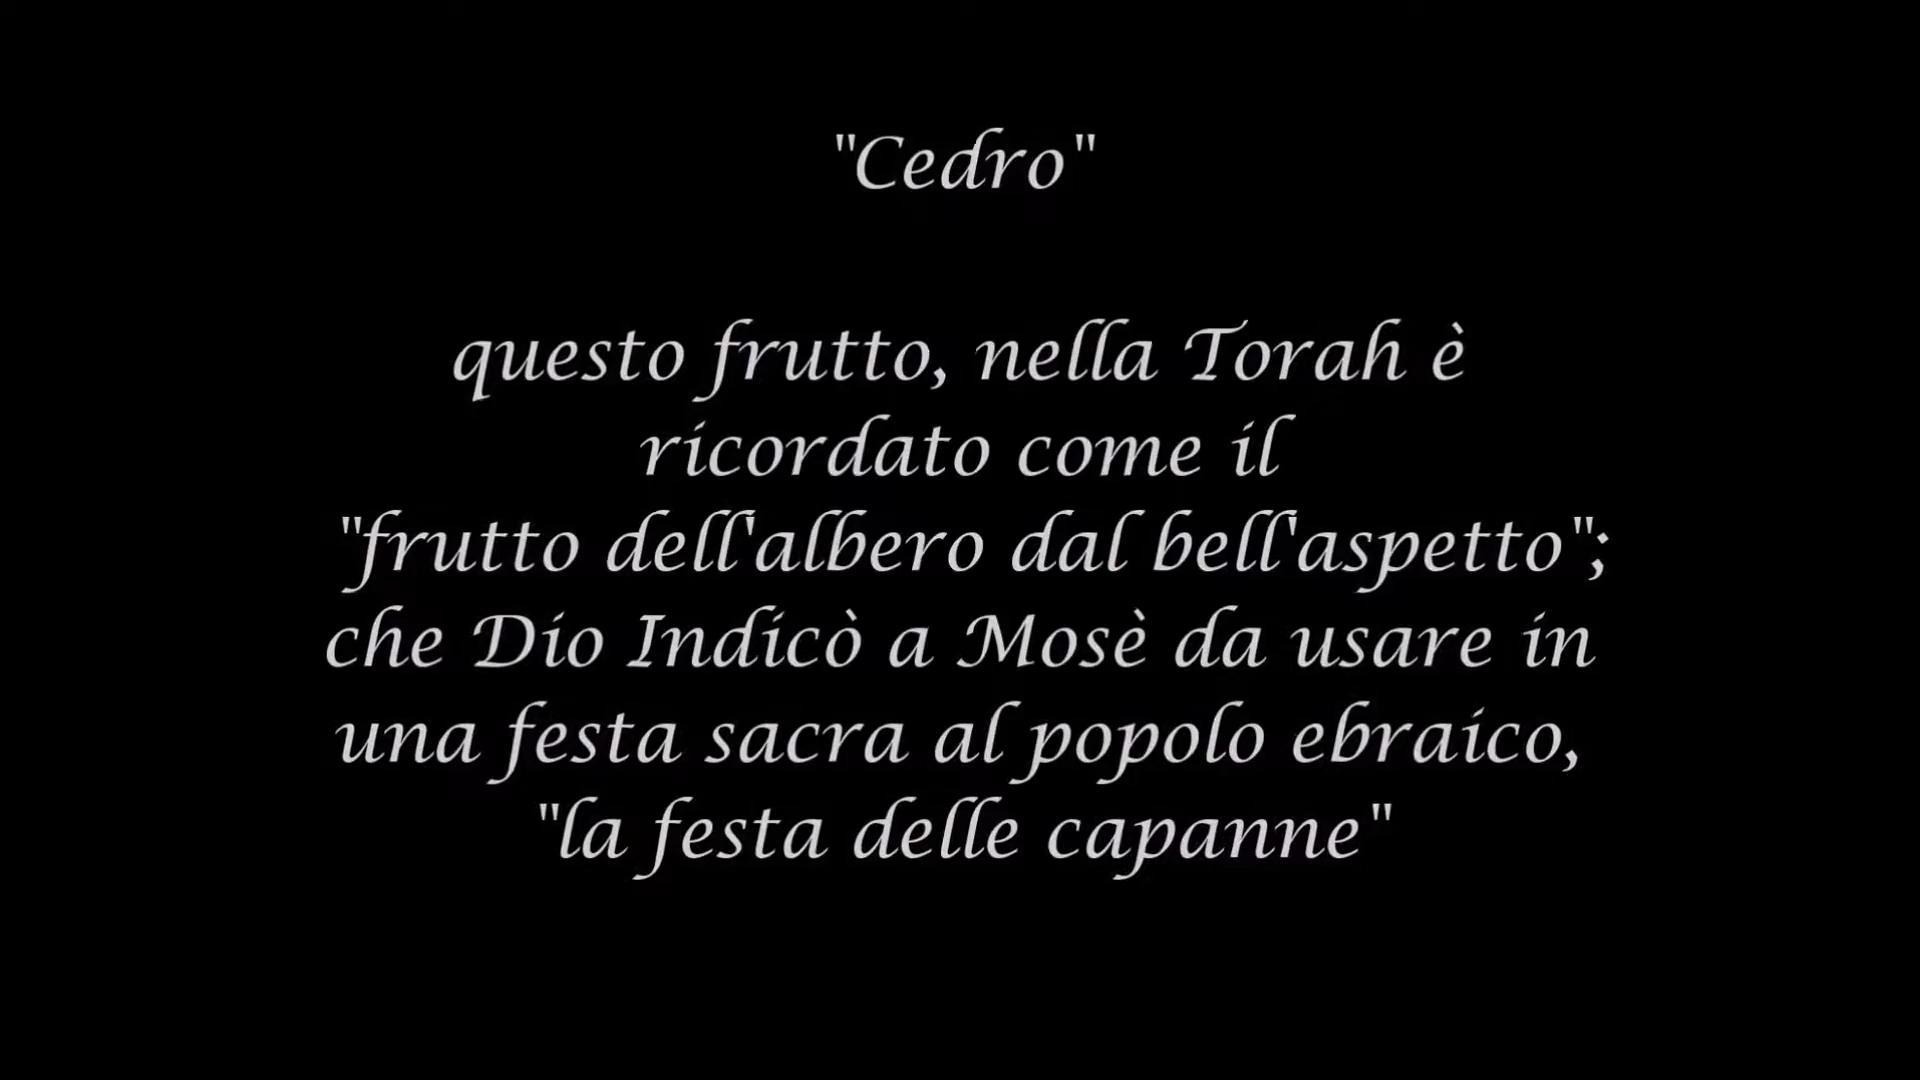 "Cedro"
questo frutto, nella Torah è
ricordato come il
"frutto dell'albero dal bell'aspetto";
che Dio Indicò a Mosè da usare in
una festa sacra al popolo ebraico,
"la festa delle capanne"